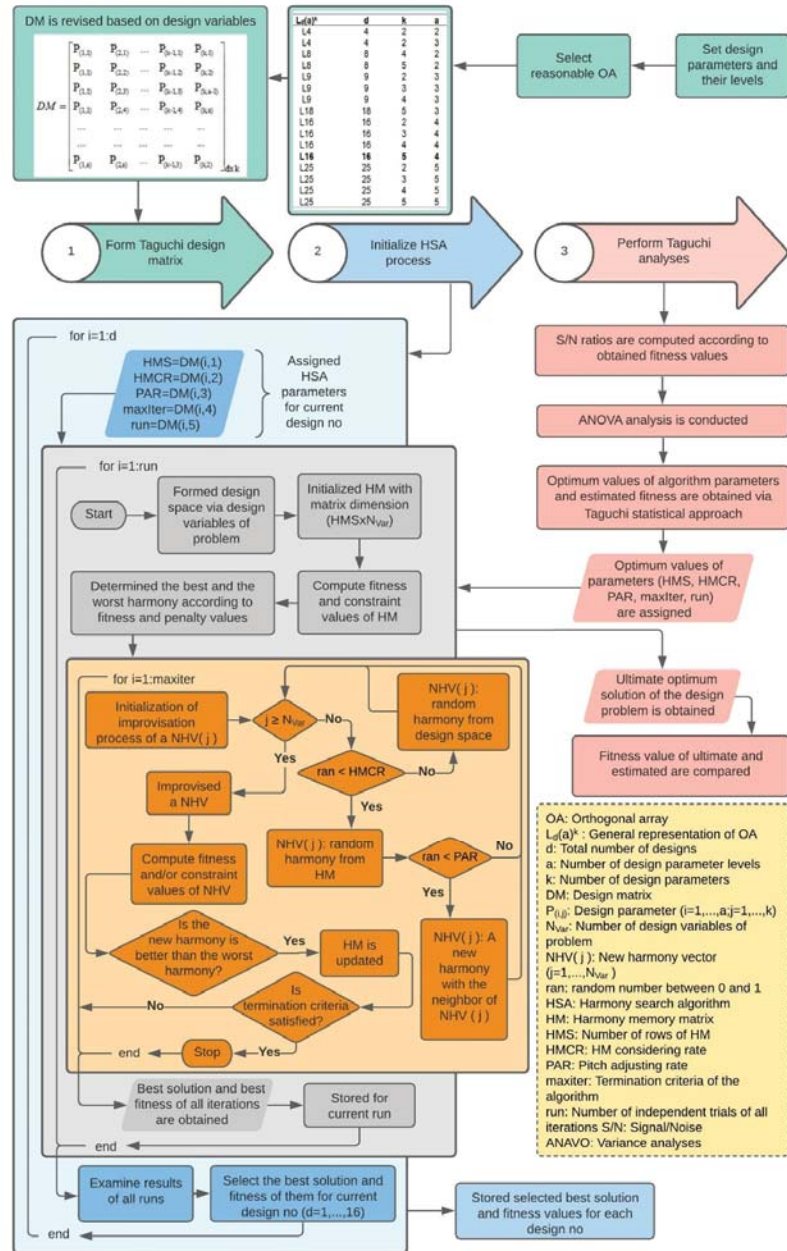 DM is revised based on design variables
DM =
P(1,1) P(2,1) .... P(k-1,1) P(k,1)
P(1,1) P(2,2) .... P(k-1,2) P(k,2)
.... .... .... ....
dxk
Ld(a)ᵏ d k a
L4 4 2 2
L4 4 2 3
L8 8 4 2
L8 8 5 2
L9 9 2 3
L9 9 3 3
L9 9 4 3
L18 18 5 3
L16 16 2 4
L16 16 3 4
L16 16 4 4
L16 16 5 4
L25 25 2 5
L25 25 3 5
L25 25 4 5
L25 25 5 5
Select
reasonable OA
Set design
parameters and
their levels
1
Form Taguchi design
matrix
2
Initialize HSA
process
3
Perform Taguchi
analyses
for i=1:d
HMS=DM(i,1)
HMCR=DM(i,2)
PAR=DM(i,3)
maxIter=DM(i,4)
run=DM(i,5)
Assigned
HSA
parameters
for current
design no
for i=1:run
Start
Formed design
space via design
variables of
problem
Initialized HM with
matrix dimension
(HMSxNVar)
Determined the best and the
worst harmony according to
fitness and penalty values
Compute fitness
and constraint
values of HM
for i=1:maxiter
Initialization of
improvisation
process of a NHV( j )
j ≥ NVar
No
Yes
NHV( j ):
random
harmony from
design space
ran < HMCR
No
Yes
Improvised
a NHV
NHV( j ): random
harmony from
HM
ran < PAR
No
Yes
Compute fitness
and/or constraint
values of NHV
Is the
new harmony is
better than the worst
harmony?
Yes
HM is
updated
NHV( j ): A
new
harmony
with the
neighbor of
NHV ( j )
No
Is
termination criteria
satisfied?
end
Stop
Yes
Best solution and best
fitness of all iterations
are obtained
Stored for
current run
end
Examine results
of all runs
Select the best solution and
fitness of them for current
design no (d=1,...,16)
end
Stored selected best solution
and fitness values for each
design no
S/N ratios are computed according to
obtained fitness values
ANOVA analysis is conducted
Optimum values of algorithm parameters
and estimated fitness are obtained via
Taguchi statistical approach
Optimum values of
parameters (HMS, HMCR,
PAR, maxIter, run)
are assigned
Ultimate optimum
solution of the design
problem is obtained
Fitness value of ultimate and
estimated are compared
OA: Orthogonal array
Ld(a)ᵏ : General representation of OA
d: Total number of designs
a: Number of design parameter levels
k: Number of design parameters
DM: Design matrix
P(i,j): Design parameter (i=1,...,a;j=1,...,k)
NVar: Number of design variables of
problem
NHV( j ): New harmony vector
(j=1,...,NVar )
ran: random number between 0 and 1
HSA: Harmony search algorithm
HM: Harmony memory matrix
HMS: Number of rows of HM
HMCR: HM considering rate
PAR: Pitch adjusting rate
maxiter: Termination criteria of the
algorithm
run: Number of independent trials of all
iterations S/N: Signal/Noise
ANAVO: Variance analyses